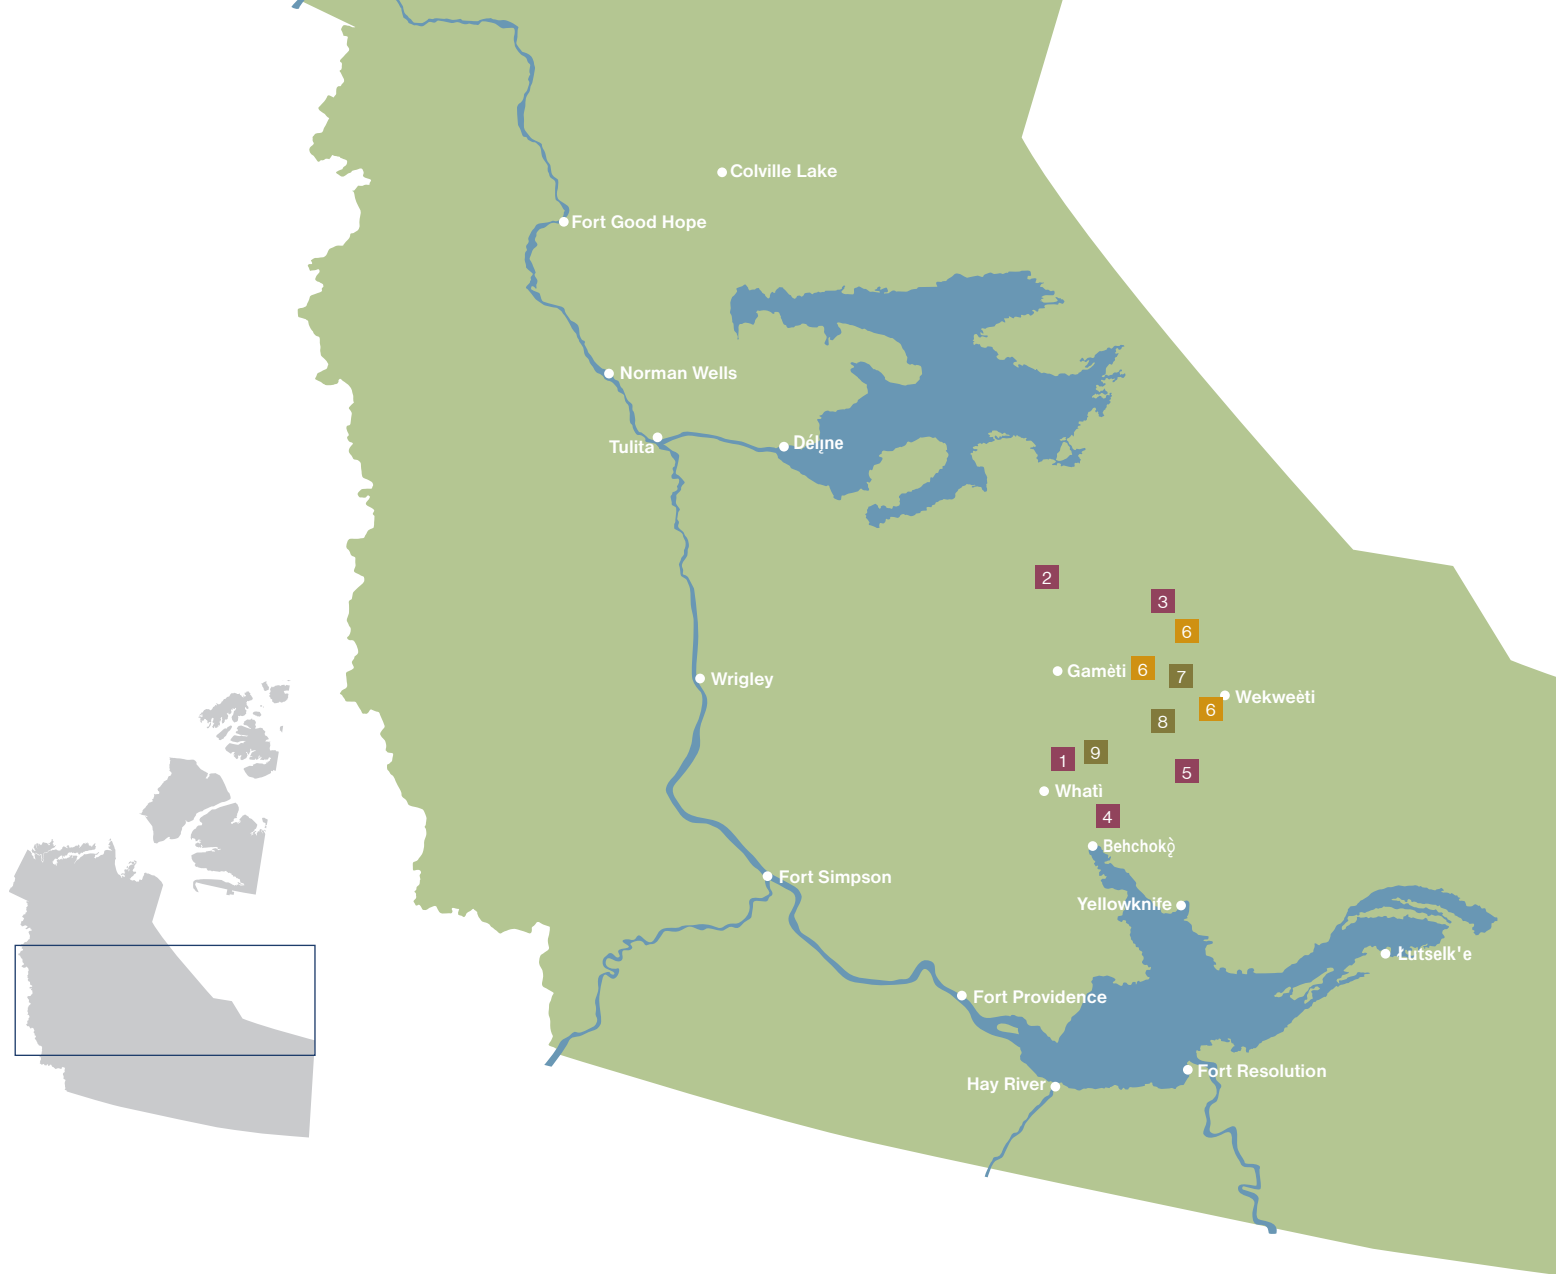 Colville Lake
Fort Good Hope
Norman Wells
Tulita
Délı̨ne
2
3
6
Gamètì 6
7
Wrigley
Wekweètì
6
8
9
1
5
Whatì
4
Behchokǫ̀
Fort Simpson
Yellowknife
Łutselk'e
Fort Providence
Fort Resolution
Hay River